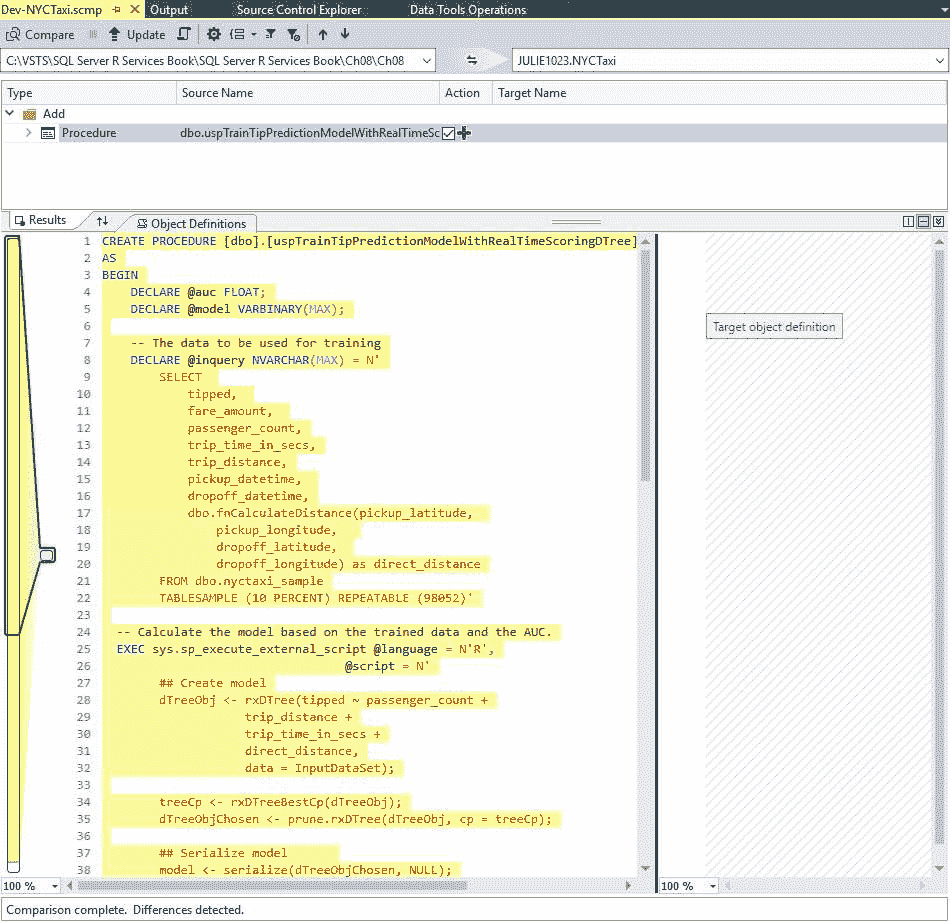 Dev-NYCTaxi.scmp Output Source Control Explorer Data Tools Operations
Compare Update
C:\VSTS\SQL Server R Services Book\SQL Server R Services Book\Ch08\Ch08 JULIE1023.NYCTaxi
Type Source Name Action Target Name
Add
Procedure dbo.uspTrainTipPredictionModelWithRealTimeSc
Results Object Definitions
1 CREATE PROCEDURE [dbo].[uspTrainTipPredictionModelWithRealTimeScoringDTree]
2 AS
3 BEGIN
4 DECLARE @auc FLOAT;
5 DECLARE @model VARBINARY(MAX);
6
7 -- The data to be used for training
8 DECLARE @inquery NVARCHAR(MAX) = N'
9 SELECT
10 tipped,
11 fare_amount,
12 passenger_count,
13 trip_time_in_secs,
14 trip_distance,
15 pickup_datetime,
16 dropoff_datetime,
17 dbo.fnCalculateDistance(pickup_latitude,
18 pickup_longitude,
19 dropoff_latitude,
20 dropoff_longitude) as direct_distance
21 FROM dbo.nyctaxi_sample
22 TABLESAMPLE (10 PERCENT) REPEATABLE (98052)'
23
24 -- Calculate the model based on the trained data and the AUC.
25 EXEC sys.sp_execute_external_script @language = N'R',
26 @script = N'
27 ## Create model
28 dTreeObj <- rxDTree(tipped ~ passenger_count +
29 trip_distance +
30 trip_time_in_secs +
31 direct_distance,
32 data = InputDataSet);
33
34 treeCp <- rxDTreeBestCp(dTreeObj);
35 dTreeObjChosen <- prune.rxDTree(dTreeObj, cp = treeCp);
36
37 ## Serialize model
38 model <- serialize(dTreeObjChosen, NULL);
Target object definition
100 % 100 %
Comparison complete. Differences detected.